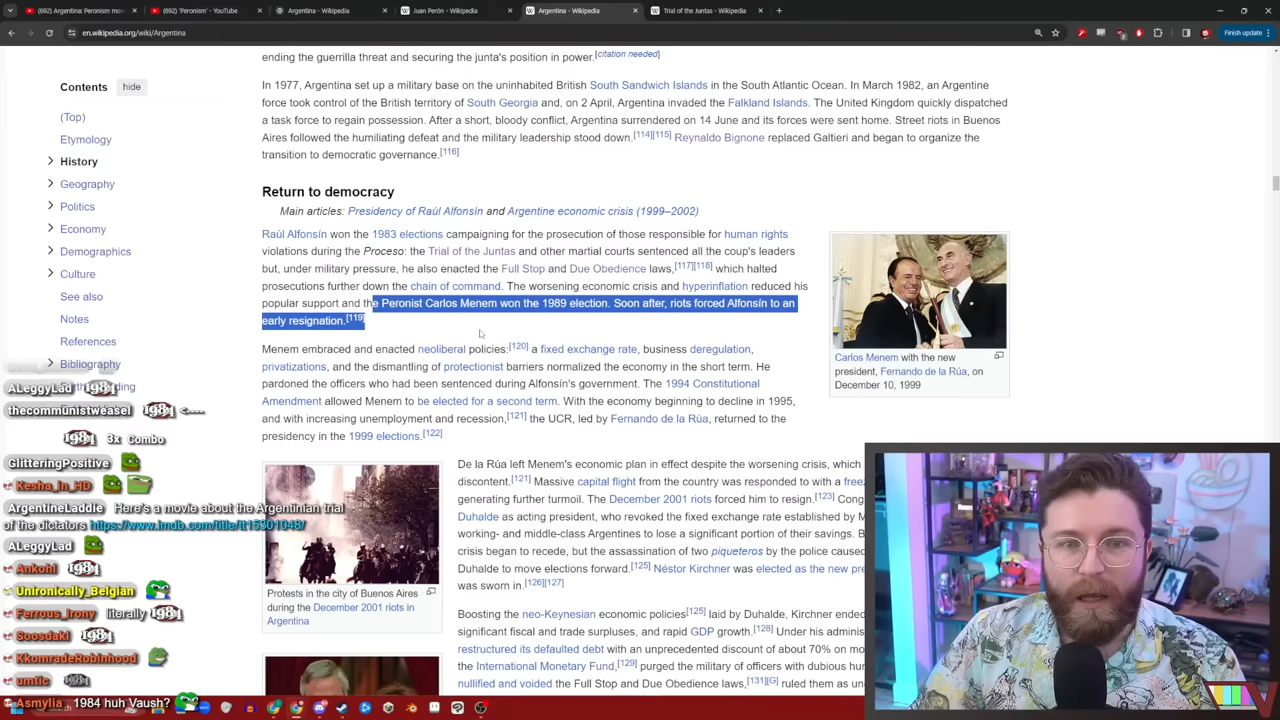 (692) Argentina: Peronism mov
(692) 'Peronism' - YouTube
Argentina - Wikipedia
Juan Perón - Wikipedia
Argentina - Wikipedia
Trial of the Juntas - Wikipedia
en.wikipedia.org/wiki/Argentina
Finish update
Contents hide
(Top)
Etymology
History
Geography
Politics
Economy
Demographics
Culture
See also
Notes
References
Bibliography
ending the guerrilla threat and securing the junta's position in power.[citation needed]
In 1977, Argentina set up a military base on the uninhabited British South Sandwich Islands in the South Atlantic Ocean. In March 1982, an Argentine
force took control of the British territory of South Georgia and, on 2 April, Argentina invaded the Falkland Islands. The United Kingdom quickly dispatched
a task force to regain possession. After a short, bloody conflict, Argentina surrendered on 14 June and its forces were sent home. Street riots in Buenos
Aires followed the humiliating defeat and the military leadership stood down.[114][115] Reynaldo Bignone replaced Galtieri and began to organize the
transition to democratic governance.[116]
Return to democracy
Main articles: Presidency of Raúl Alfonsín and Argentine economic crisis (1999–2002)
Raúl Alfonsín won the 1983 elections campaigning for the prosecution of those responsible for human rights
violations during the Proceso: the Trial of the Juntas and other martial courts sentenced all the coup's leaders
but, under military pressure, he also enacted the Full Stop and Due Obedience laws,[117][118] which halted
prosecutions further down the chain of command. The worsening economic crisis and hyperinflation reduced his
popular support and the Peronist Carlos Menem won the 1989 election. Soon after, riots forced Alfonsín to an
early resignation.[119]
Carlos Menem with the new
president, Fernando de la Rúa, on
December 10, 1999
Menem embraced and enacted neoliberal policies:[120] a fixed exchange rate, business deregulation,
privatizations, and the dismantling of protectionist barriers normalized the economy in the short term. He
pardoned the officers who had been sentenced during Alfonsín's government. The 1994 Constitutional
Amendment allowed Menem to be elected for a second term. With the economy beginning to decline in 1995,
and with increasing unemployment and recession,[121] the UCR, led by Fernando de la Rúa, returned to the
presidency in the 1999 elections.[122]
Protests in the city of Buenos Aires
during the December 2001 riots in
Argentina
De la Rúa left Menem's economic plan in effect despite the worsening crisis, which
discontent.[121] Massive capital flight from the country was responded to with a free
generating further turmoil. The December 2001 riots forced him to resign.[123] Cong
Duhalde as acting president, who revoked the fixed exchange rate established by M
working- and middle-class Argentines to lose a significant portion of their savings. B
crisis began to recede, but the assassination of two piqueteros by the police caused
Duhalde to move elections forward.[125] Néstor Kirchner was elected as the new pre
was sworn in.[126][127]
Boosting the neo-Keynesian economic policies[125] laid by Duhalde, Kirchner ended
significant fiscal and trade surpluses, and rapid GDP growth.[128] Under his adminis
restructured its defaulted debt with an unprecedented discount of about 70% on mo
the International Monetary Fund,[129] purged the military of officers with dubious hu
nullified and voided the Full Stop and Due Obedience laws,[131][G] ruled them as un
ALeggyLad 1984
thecommunistweasel 1984 <----
1984 3x Combo
GlitteringPositive
Kesha_In_HD
ArgentineLaddie Here's a movie about the Argentinian trial
of the dictators https://www.imdb.com/title/tt15301048/
ALeggyLad
Ankohl 1984
Unironically_Belgian
Ferrous_Irony literally 1984
Soosdaki 1984
KkomradeRobinhood
umtic 1984
Asmylia 1984 huh Vaush?